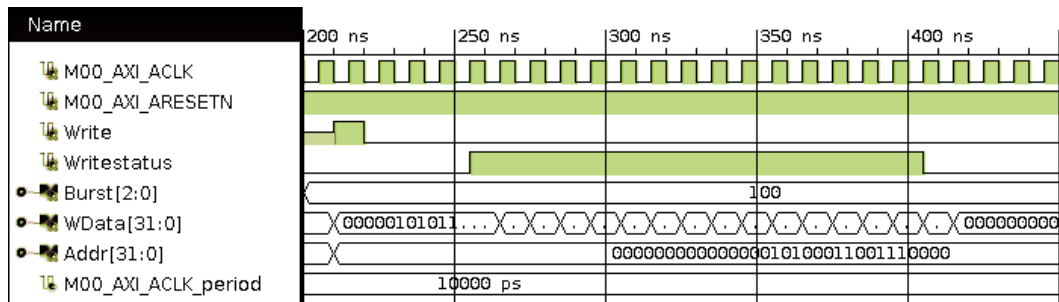 Name
200 ns 250 ns 300 ns 350 ns 400 ns
M00_AXI_ACLK
M00_AXI_ARESETN
Write
Writestatus
Burst[2:0] 100
WData[31:0] 00000101011... . . . . . . . . . . . . . . . 000000000
Addr[31:0] 00000000000000010100011001110000
M00_AXI_ACLK_period 10000 ps